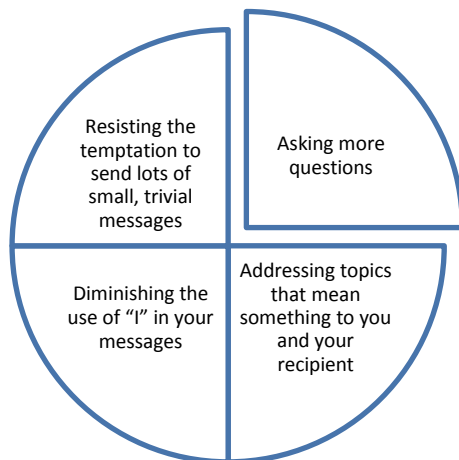 Resisting the
temptation to
send lots of
small, trivial
messages
Asking more
questions
Diminishing the
use of “I” in your
messages
Addressing topics
that mean
something to you
and your
recipient